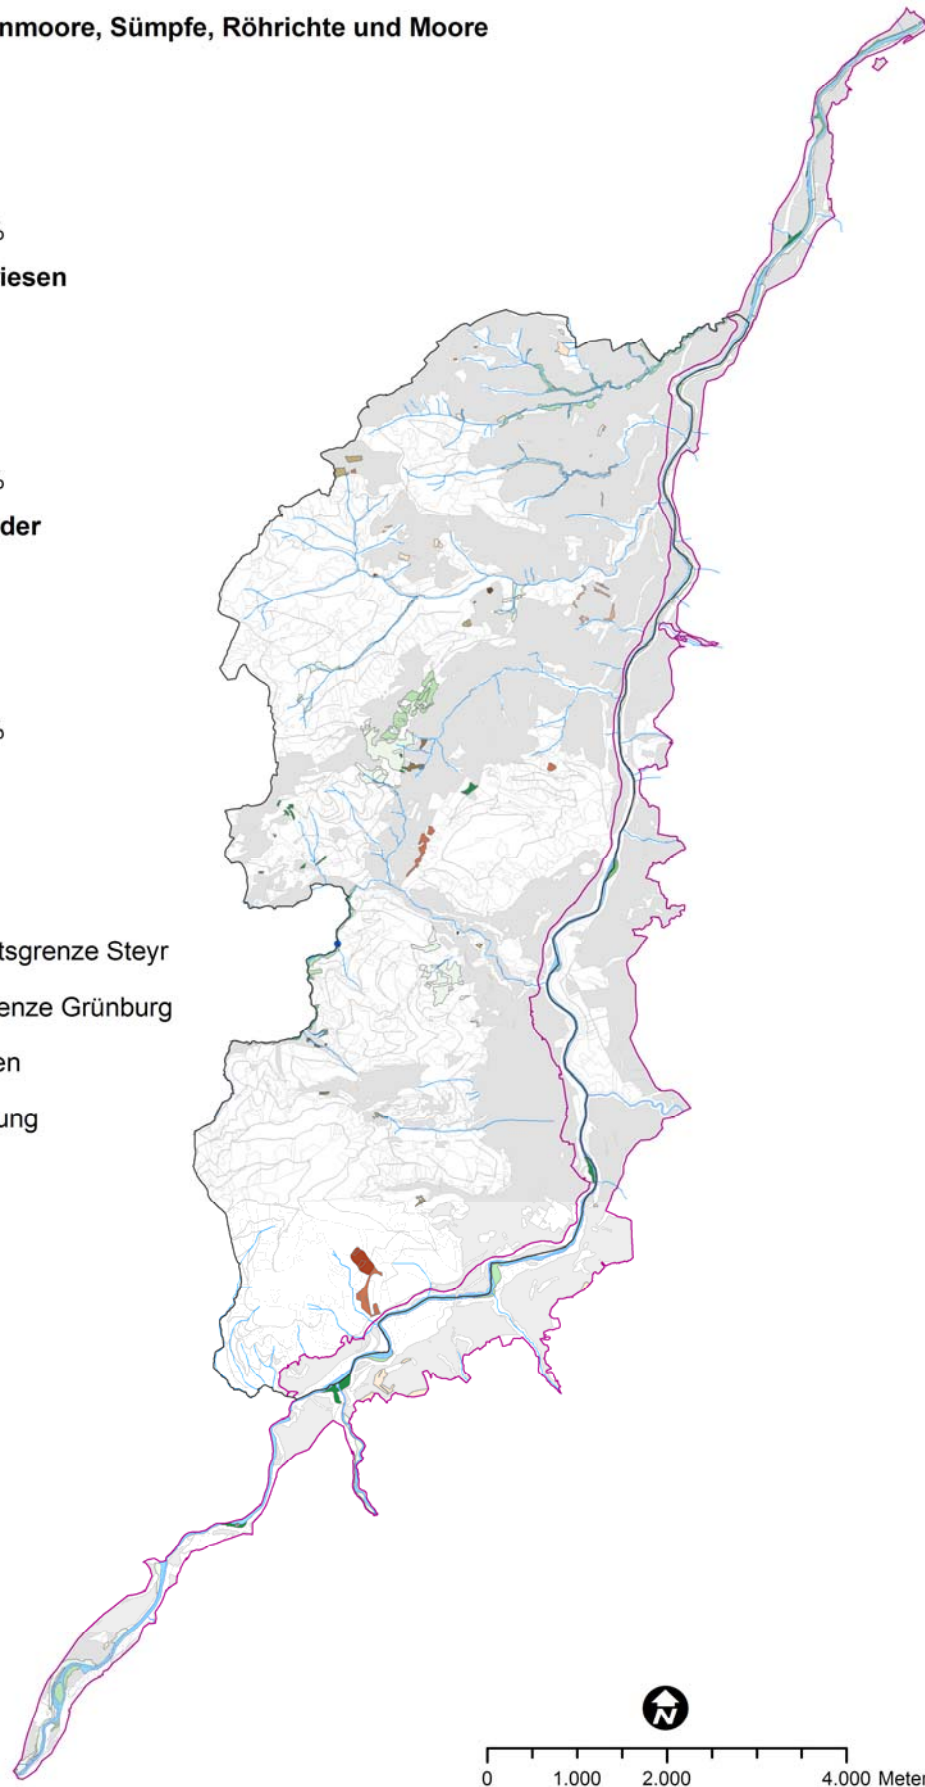 nmoore, Sümpfe, Röhrichte und Moore
%
iesen
%
der
%
tsgrenze Steyr
enze Grünburg
en
ung
N
0 1.000 2.000 4.000 Meter